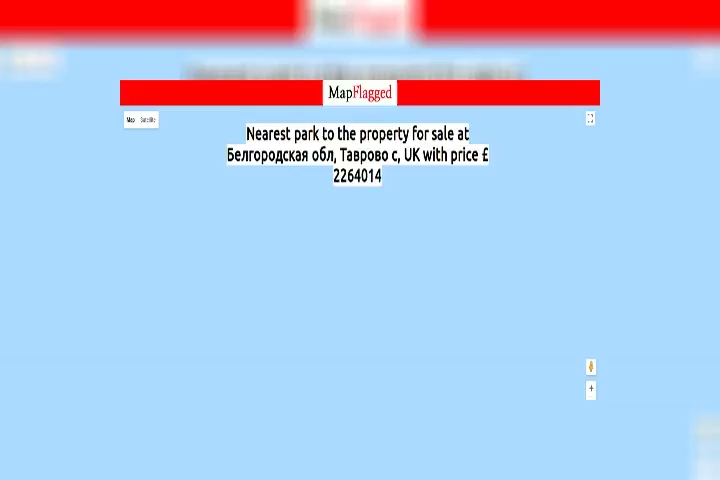 MapFlagged
Map Satellite
Nearest park to the property for sale at
Белгородская обл, Таврово с, UK with price £
2264014